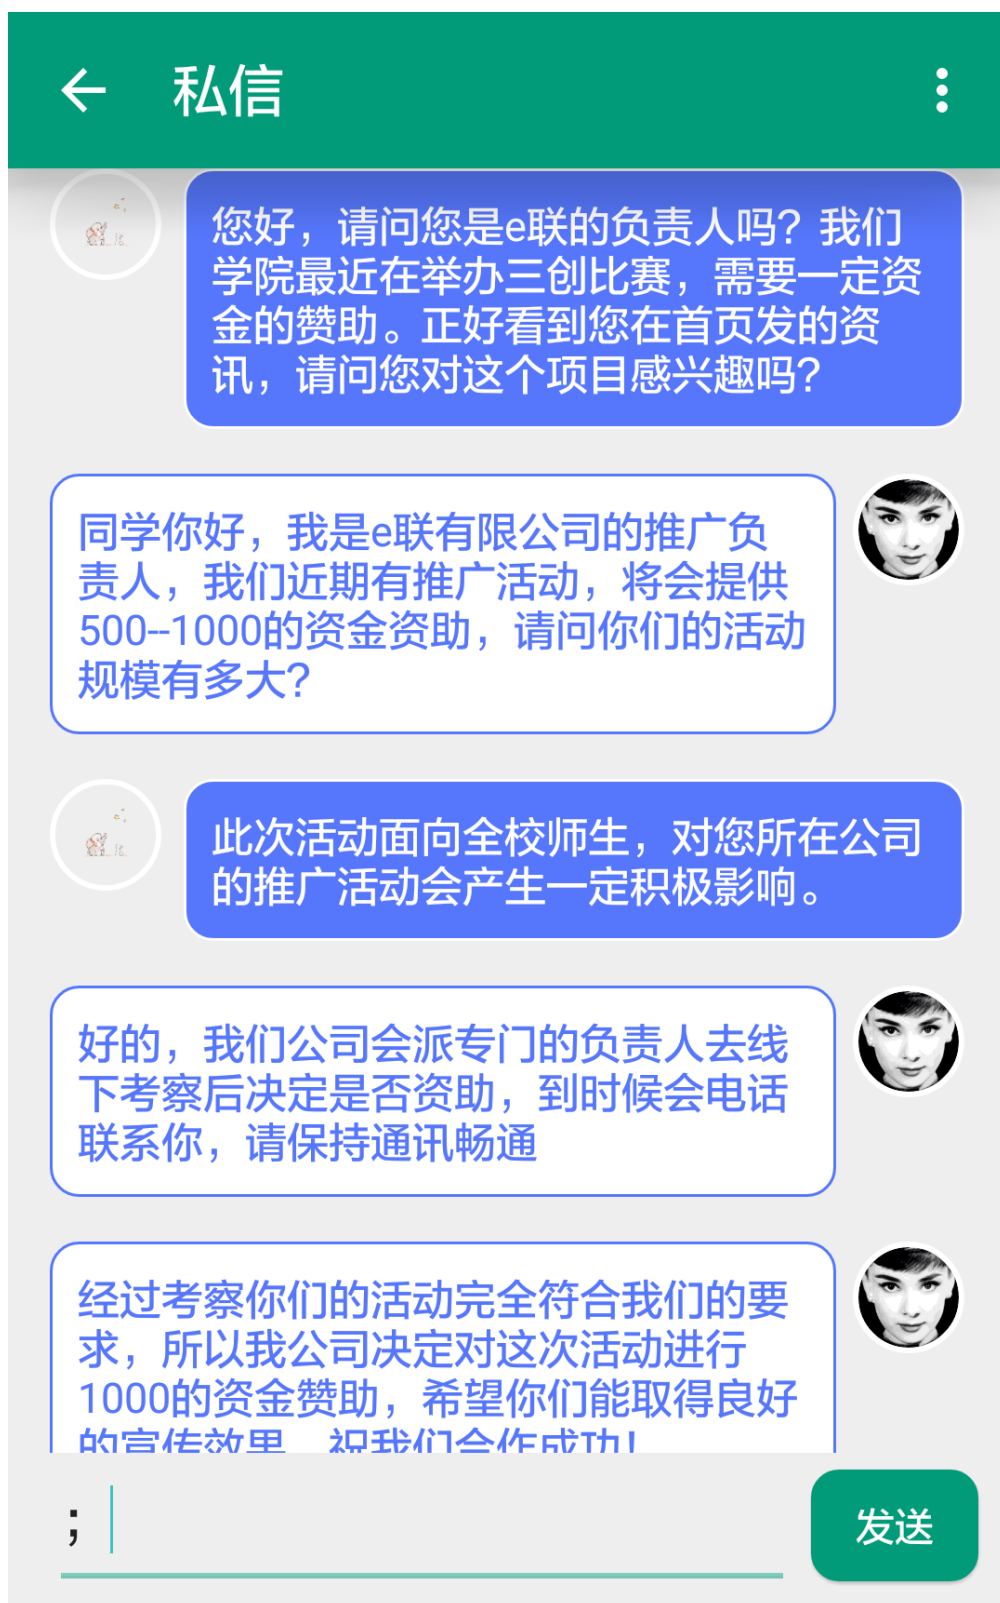 私信
您好，请问您是e联的负责人吗？我们
学院最近在举办三创比赛，需要一定资
金的赞助。正好看到您在首页发的资
讯，请问您对这个项目感兴趣吗？
同学你好，我是e联有限公司的推广负
责人，我们近期有推广活动，将会提供
500--1000的资金资助，请问你们的活动
规模有多大？
此次活动面向全校师生，对您所在公司
的推广活动会产生一定积极影响。
好的，我们公司会派专门的负责人去线
下考察后决定是否资助，到时候会电话
联系你，请保持通讯畅通
经过考察你们的活动完全符合我们的要
求，所以我公司决定对这次活动进行
1000的资金赞助，希望你们能取得良好
的宣传效果，祝我们合作成功！
；
发送